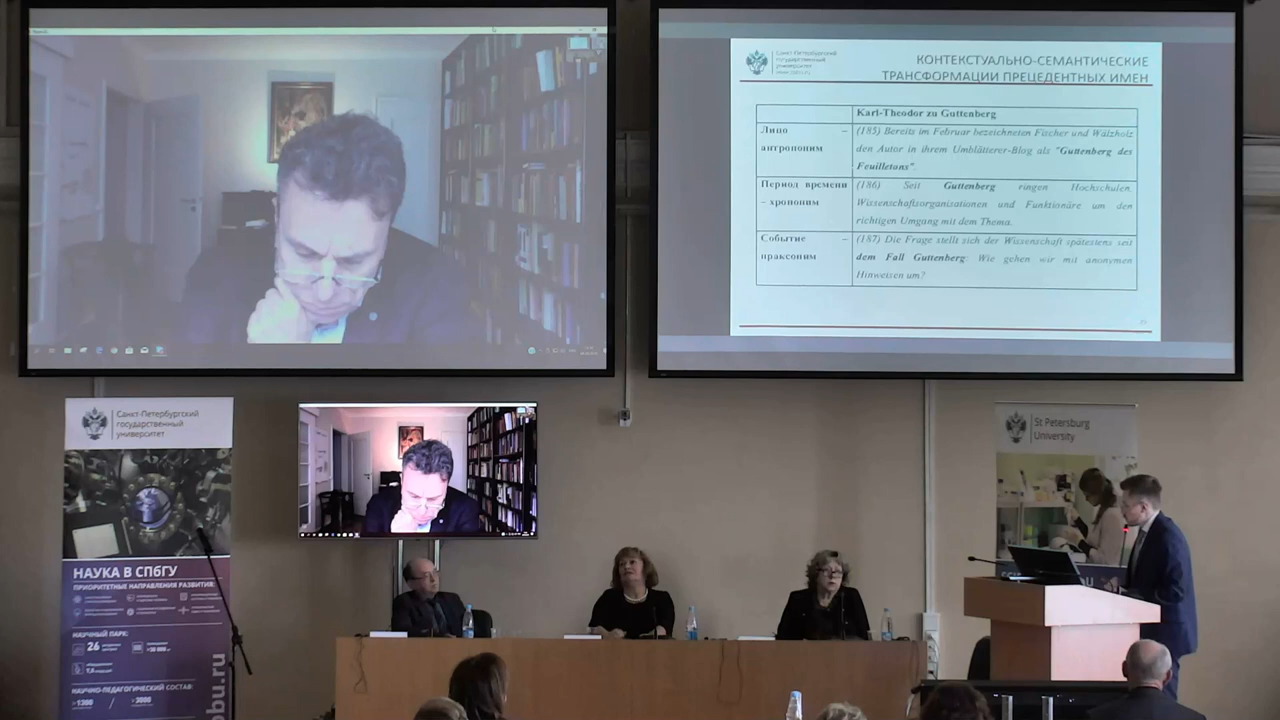 Санкт-Петербургский
государственный
университет
КОНТЕКСТУАЛЬНО-СЕМАНТИЧЕСКИЕ
ТРАНСФОРМАЦИИ ПРЕЦЕДЕНТНЫХ ИМЕН
Karl-Theodor zu Guttenberg
Лицо –
антропоним
(185) Bereits im Februar bezeichneten Fischer und Wälzholz
den Autor in ihrem Umblätterer-Blog als "Guttenberg des
Feuilletons".
Период времени
– хропоним
(186) Seit Guttenberg ringen Hochschulen,
Wissenschaftsorganisationen und Funktionäre um den
richtigen Umgang mit dem Thema.
Событие –
праксоним
(187) Die Frage stellt sich der Wissenschaft spätestens seit
dem Fall Guttenberg: Wie gehen wir mit anonymen
Hinweisen um?
Санкт-Петербургский
государственный
университет
НАУКА В СПбГУ
ПРИОРИТЕТНЫЕ НАПРАВЛЕНИЯ РАЗВИТИЯ:
НАУЧНЫЙ ПАРК:
26
НАУЧНО-ПЕДАГОГИЧЕСКИЙ СОСТАВ:
St Petersburg
University